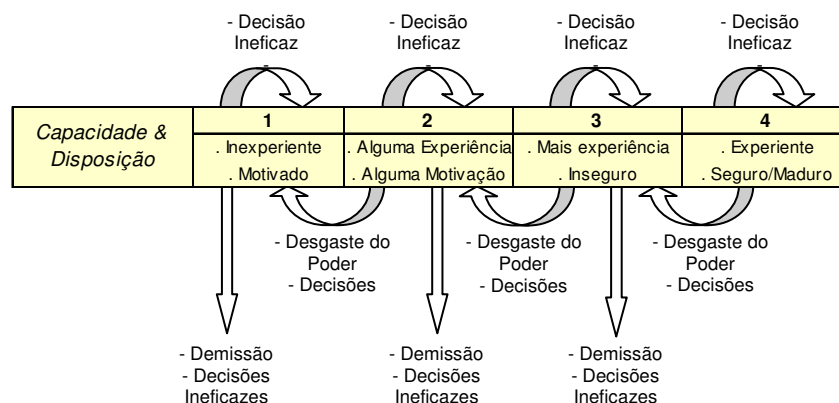 - Decisão
Ineficaz
- Decisão
Ineficaz
- Decisão
Ineficaz
- Decisão
Ineficaz
Capacidade &
Disposição
1
. Inexperiente
. Motivado
2
. Alguma Experiência
. Alguma Motivação
3
. Mais experiência
. Inseguro
4
. Experiente
. Seguro/Maduro
- Desgaste do
Poder
- Decisões
- Desgaste do
Poder
- Decisões
- Desgaste do
Poder
- Decisões
- Demissão
- Decisões
Ineficazes
- Demissão
- Decisões
Ineficazes
- Demissão
- Decisões
Ineficazes